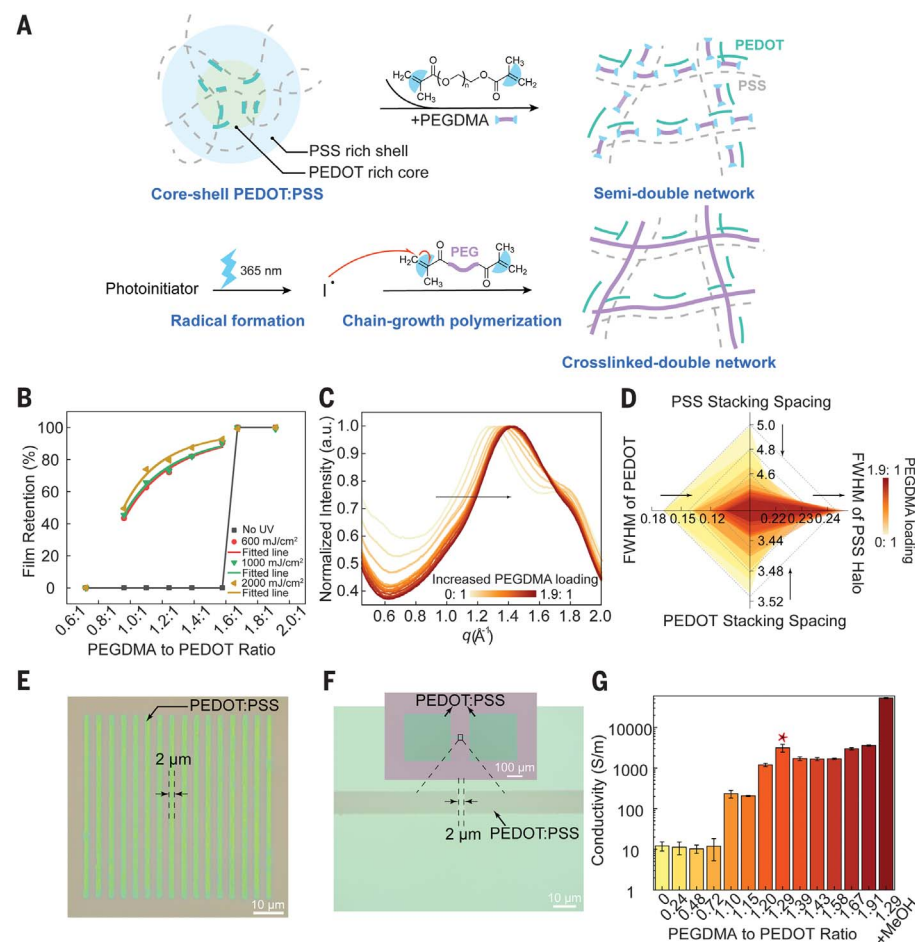 A
H₂C
O
O
n
O
O
CH₃
CH₂
CH₃
+PEGDMA
PEDOT
PSS
PSS rich shell
PEDOT rich core
Core-shell PEDOT:PSS
Semi-double network
Photoinitiator
365 nm
I•
H₂C
O
PEG
O
CH₃
CH₂
CH₃
Radical formation
Chain-growth polymerization
Crosslinked-double network
B
Film Retention (%)
100
80
60
40
20
0
No UV
600 mJ/cm²
Fitted line
1000 mJ/cm²
Fitted line
2000 mJ/cm²
Fitted line
0.6:1
0.8:1
1.0:1
1.2:1
1.4:1
1.6:1
1.8:1
2.0:1
PEGDMA to PEDOT Ratio
C
Normalized Intensity (a.u.)
1.0
0.9
0.8
0.7
0.6
0.5
0.4
Increased PEGDMA loading
0: 1
1.9: 1
0.6
0.8
1.0
1.2
1.4
1.6
1.8
2.0
q(Å⁻¹)
D
PSS Stacking Spacing
5.0
4.8
4.6
FWHM of PEDOT
0.18
0.15
0.12
0.22
0.23
0.24
FWHM of PSS Halo
3.44
3.48
3.52
PEDOT Stacking Spacing
1.9: 1
0: 1
PEGDMA loading
E
PEDOT:PSS
2 μm
10 μm
F
PEDOT:PSS
100 μm
2 μm
PEDOT:PSS
10 μm
G
Conductivity (S/m)
10000
1000
100
10
1
0
0.24
0.48
0.72
1.10
1.15
1.20
1.29
1.39
1.43
1.58
1.67
1.91
1.29
+MeOH
PEGDMA to PEDOT Ratio